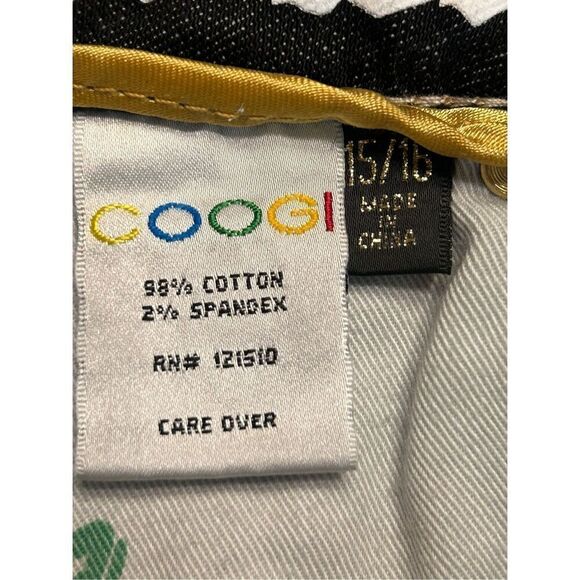 COOGI
98% COTTON
2% SPANDEX
RN# 121510
CARE OVER
15/16
MADE
IN
CHINA